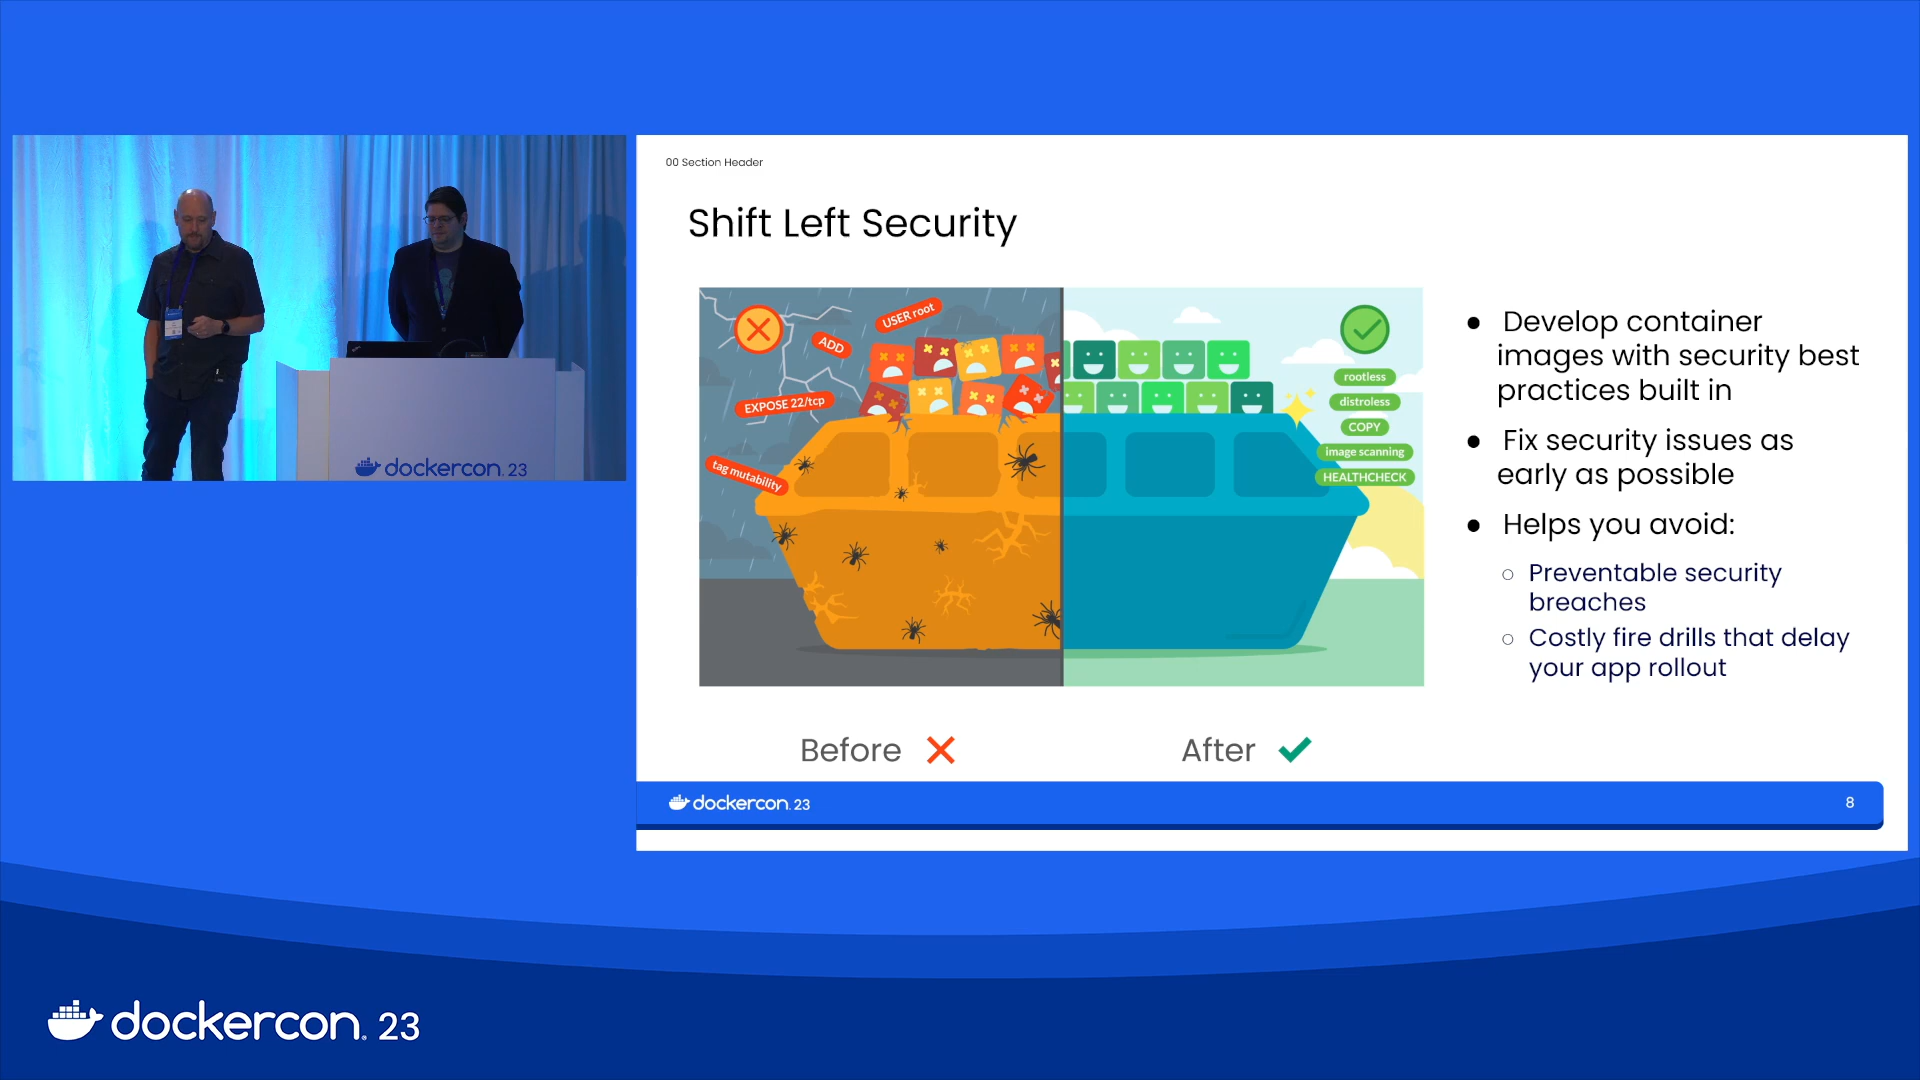 00 Section Header
Shift Left Security
USER root
ADD
EXPOSE 22/tcp
tag mutability
rootless
distroless
COPY
image scanning
HEALTHCHECK
● Develop container
images with security best
practices built in
● Fix security issues as
early as possible
● Helps you avoid:
○ Preventable security
breaches
○ Costly fire drills that delay
your app rollout
Before
After
dockercon. 23
8
dockercon. 23
dockercon. 23